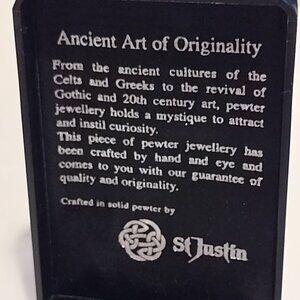 Ancient Art of Originality
From the ancient cultures of the
Celts and Greeks to the revival of
Gothic and 20th century art, pewter
jewellery holds a mystique to attract
and instil curiosity.
This piece of pewter jewellery has
been crafted by hand and eye and
comes to you with our guarantee of
quality and originality.
Crafted in solid pewter by
St Justin